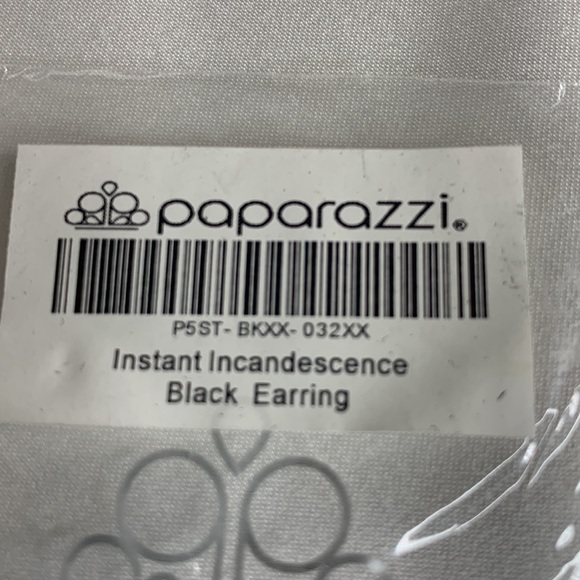 paparazzi®
P5ST- BKXX- 032XX
Instant Incandescence
Black Earring